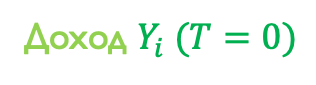 Доход Yᵢ (T = 0)